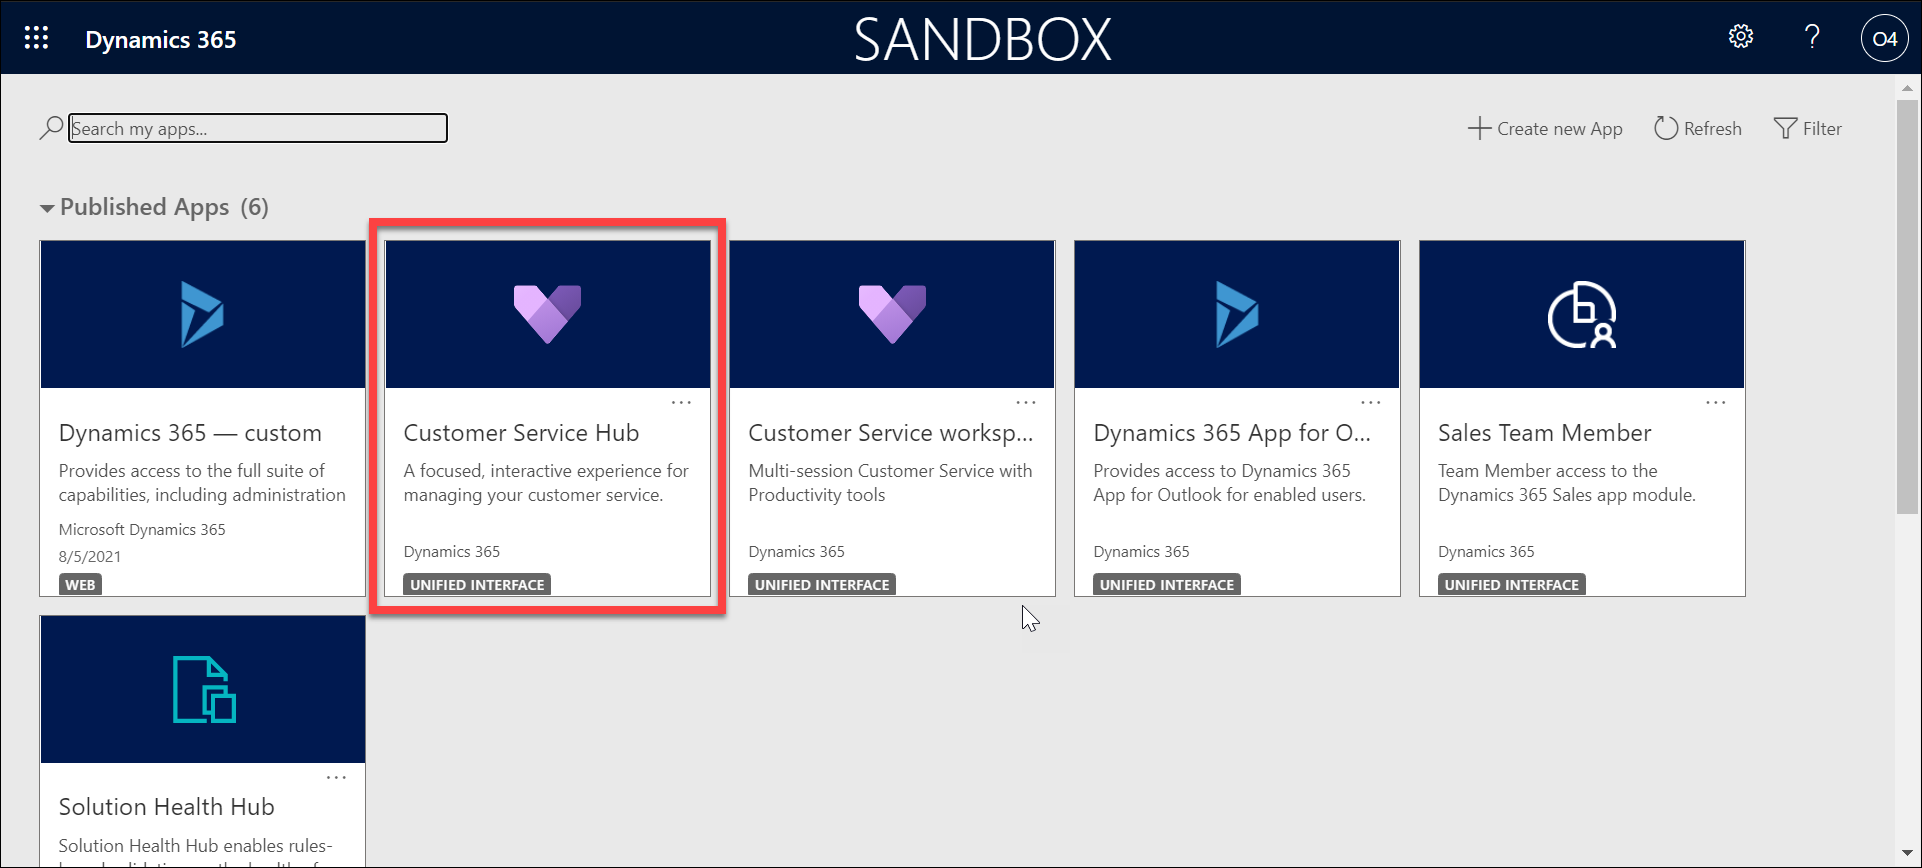 Dynamics 365
SANDBOX
?
O4
Search my apps...
Create new App
Refresh
Filter
Published Apps (6)
Dynamics 365 — custom
Provides access to the full suite of
capabilities, including administration
Microsoft Dynamics 365
8/5/2021
WEB
...
Customer Service Hub
A focused, interactive experience for
managing your customer service.
Dynamics 365
UNIFIED INTERFACE
...
Customer Service worksp...
Multi-session Customer Service with
Productivity tools
Dynamics 365
UNIFIED INTERFACE
...
Dynamics 365 App for O...
Provides access to Dynamics 365
App for Outlook for enabled users.
Dynamics 365
UNIFIED INTERFACE
...
Sales Team Member
Team Member access to the
Dynamics 365 Sales app module.
Dynamics 365
UNIFIED INTERFACE
...
Solution Health Hub
Solution Health Hub enables rules-